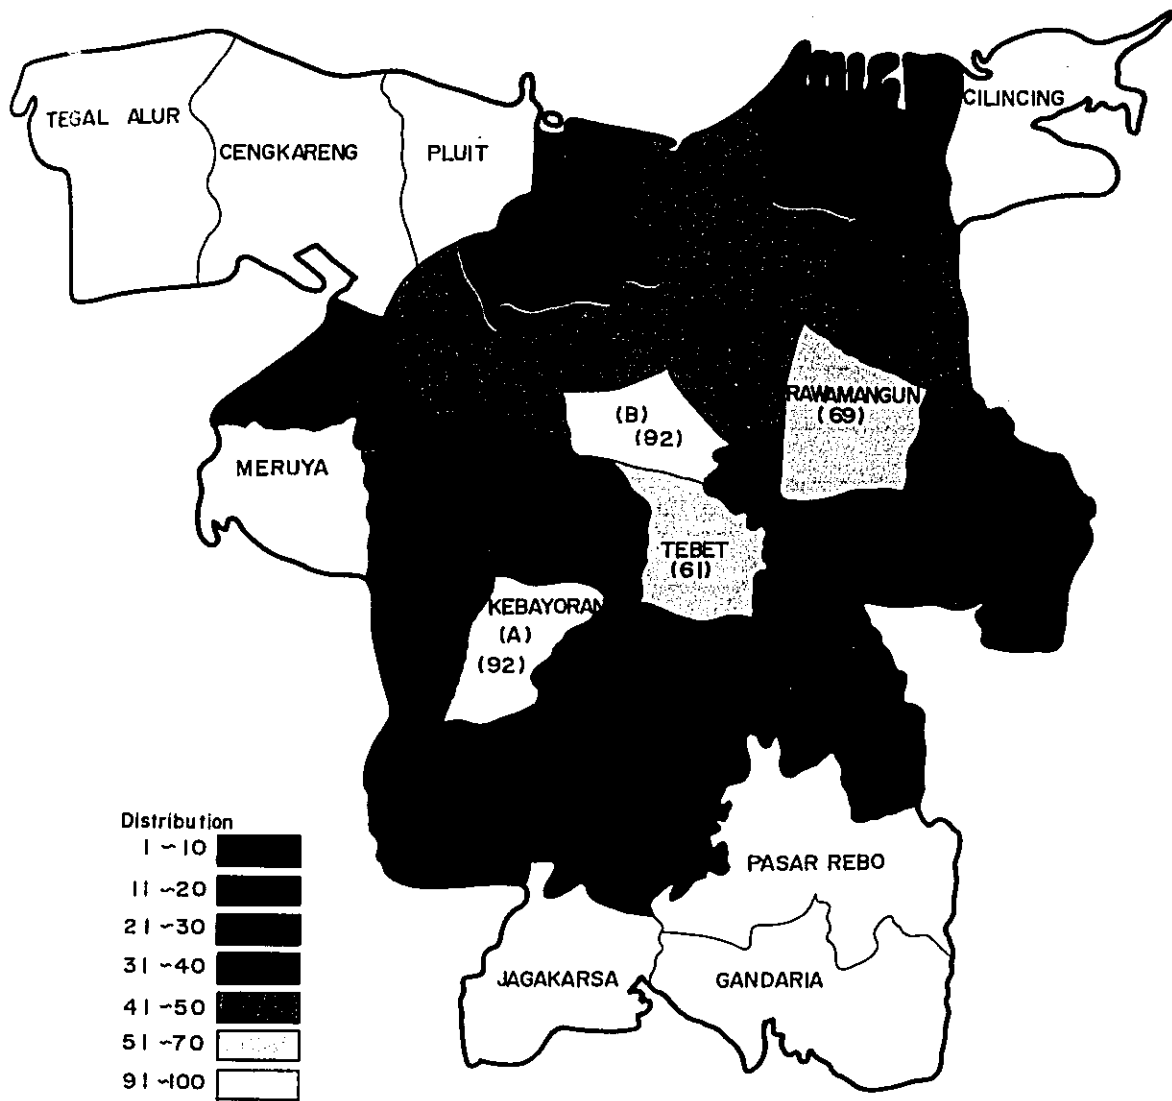 TEGAL ALUR
CENGKARENG
PLUIT
CILINCING
RAWAMANGUN
(69)
(B)
(92)
MERUYA
TEBET
(61)
KEBAYORAN
(A)
(92)
Distribution
1 ~10
11 ~20
21 ~30
31 ~40
41 ~50
51 ~70
91 ~100
PASAR REBO
JAGAKARSA
GANDARIA